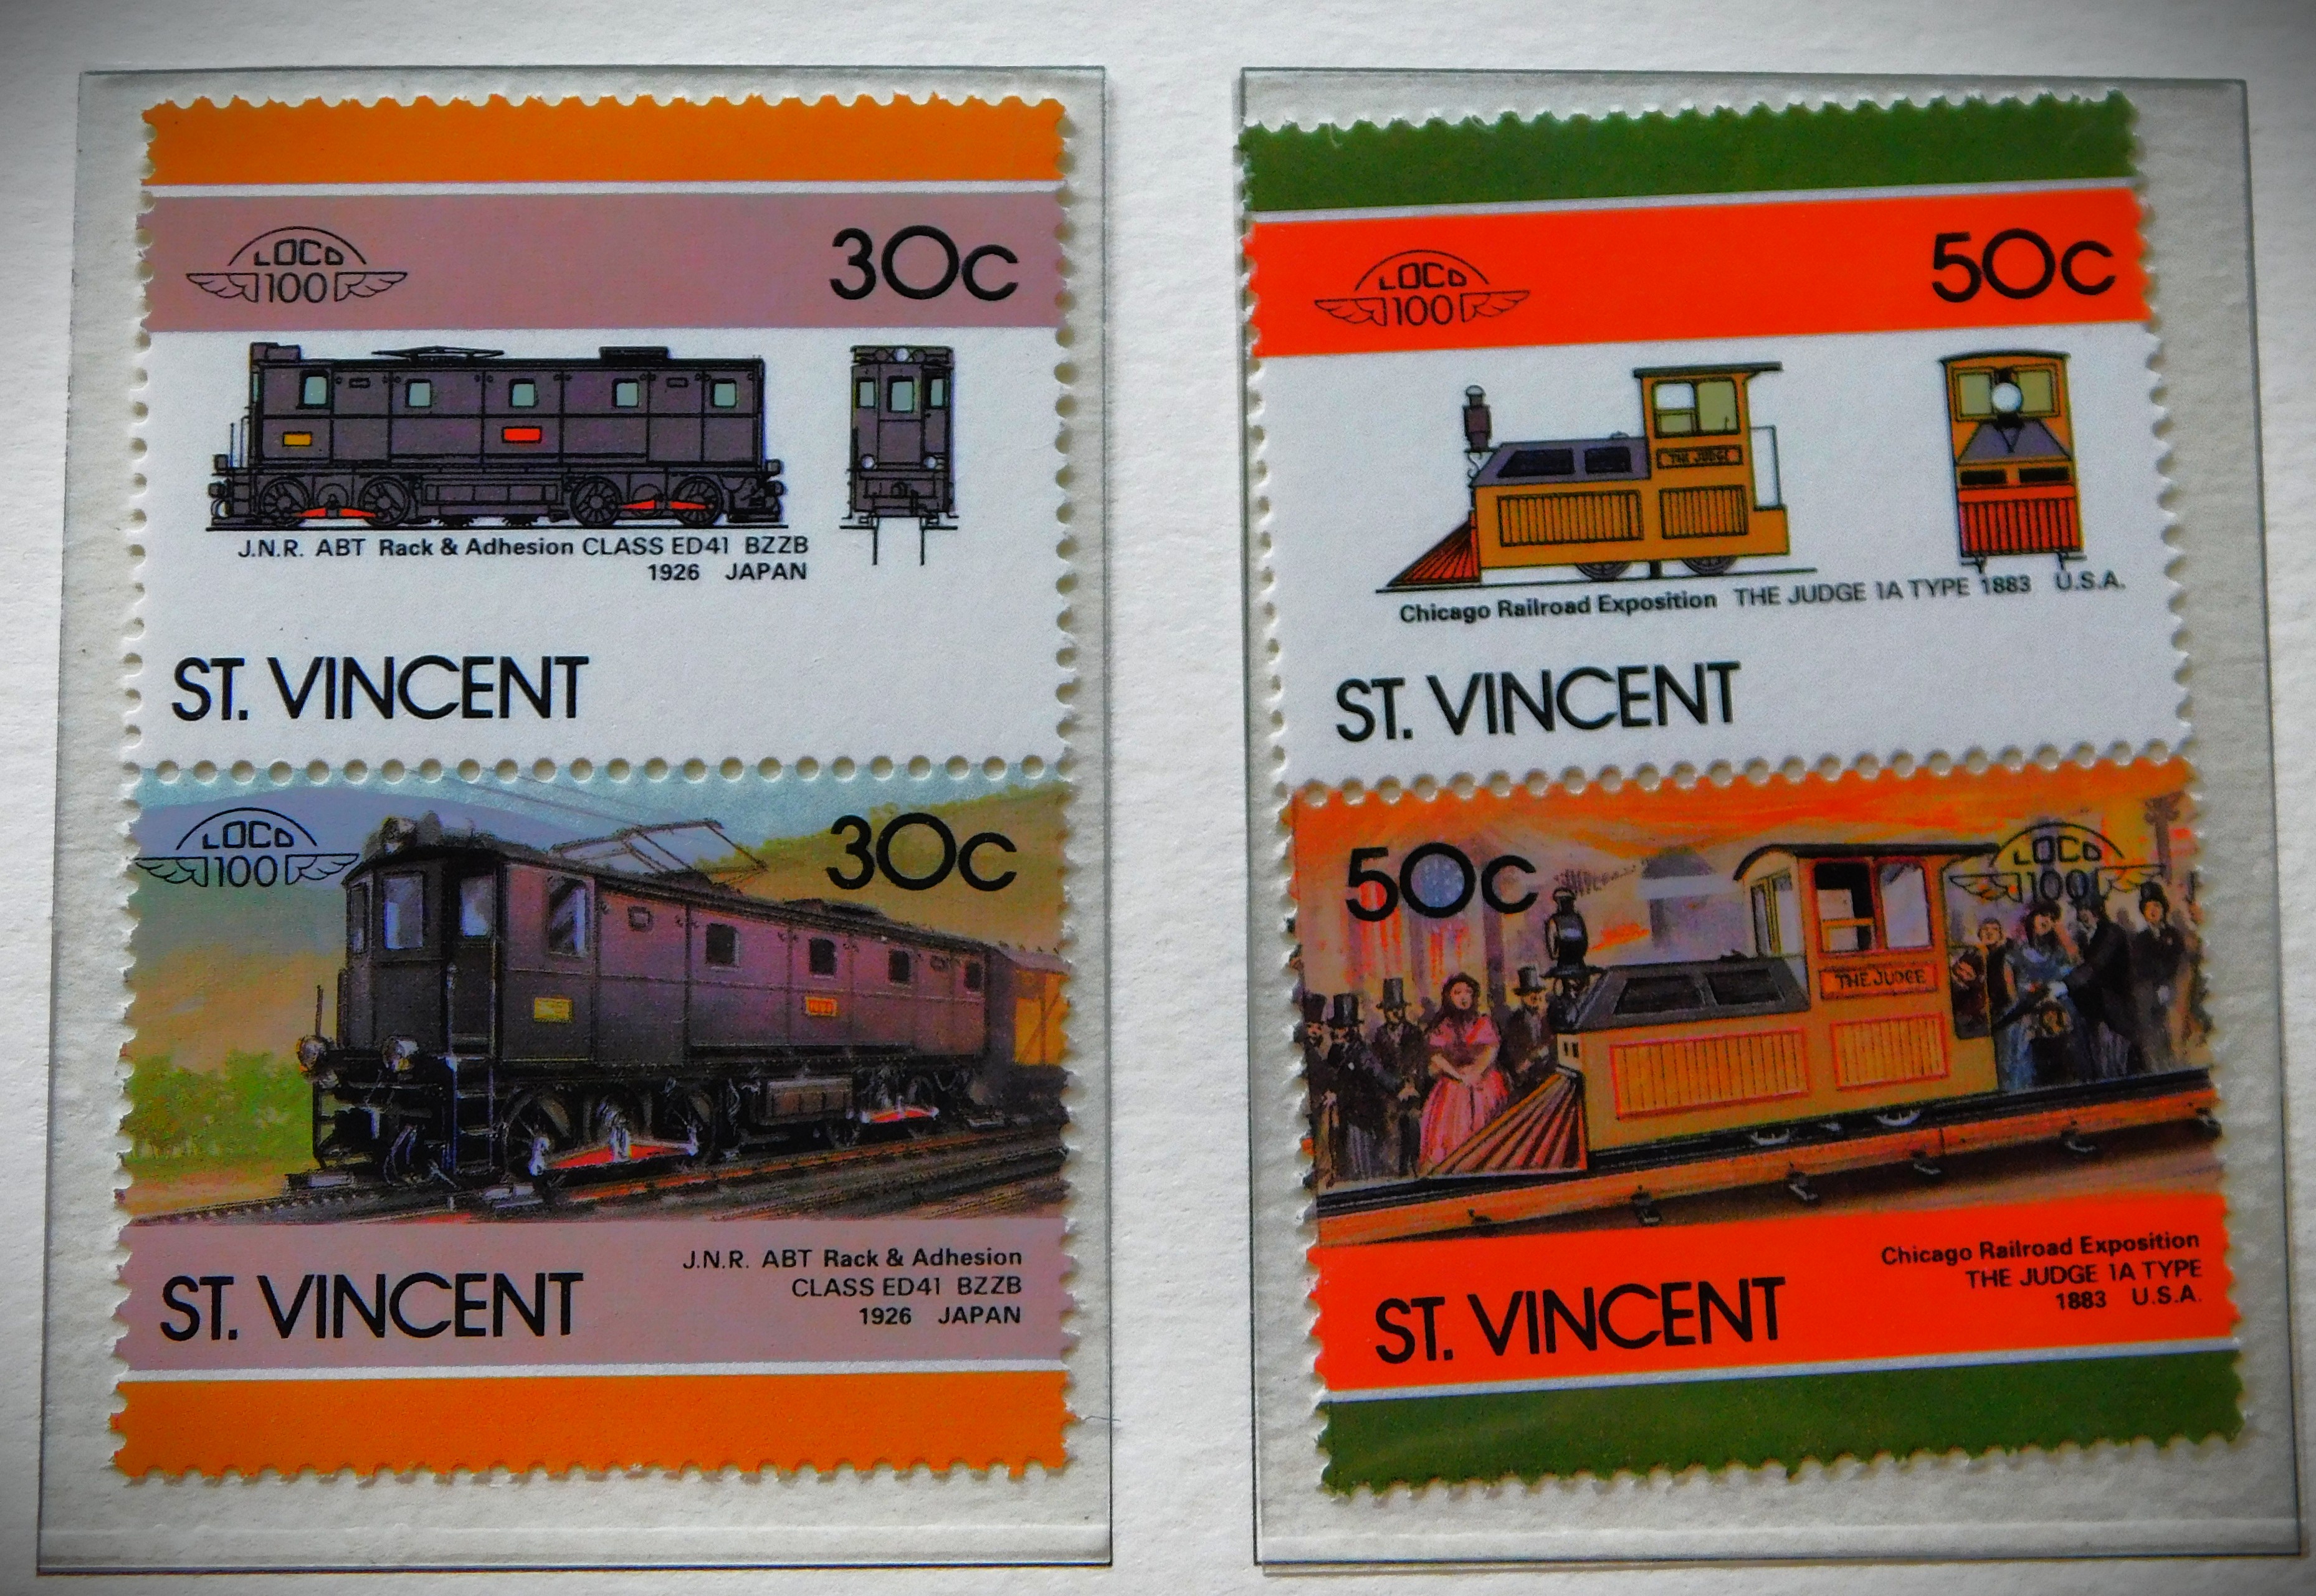 LOCO
100
30c
J.N.R. ABT Rack & Adhesion CLASS ED41 BZZB
1926 JAPAN
ST. VINCENT
LOCO
100
30c
ST. VINCENT
J.N.R. ABT Rack & Adhesion
CLASS ED41 BZZB
1926 JAPAN
LOCO
100
50c
THE JUDGE
Chicago Railroad Exposition THE JUDGE 1A TYPE 1883 U.S.A.
ST. VINCENT
50c
LOCO
100
THE JUDGE
ST. VINCENT
Chicago Railroad Exposition
THE JUDGE 1A TYPE
1883 U.S.A.